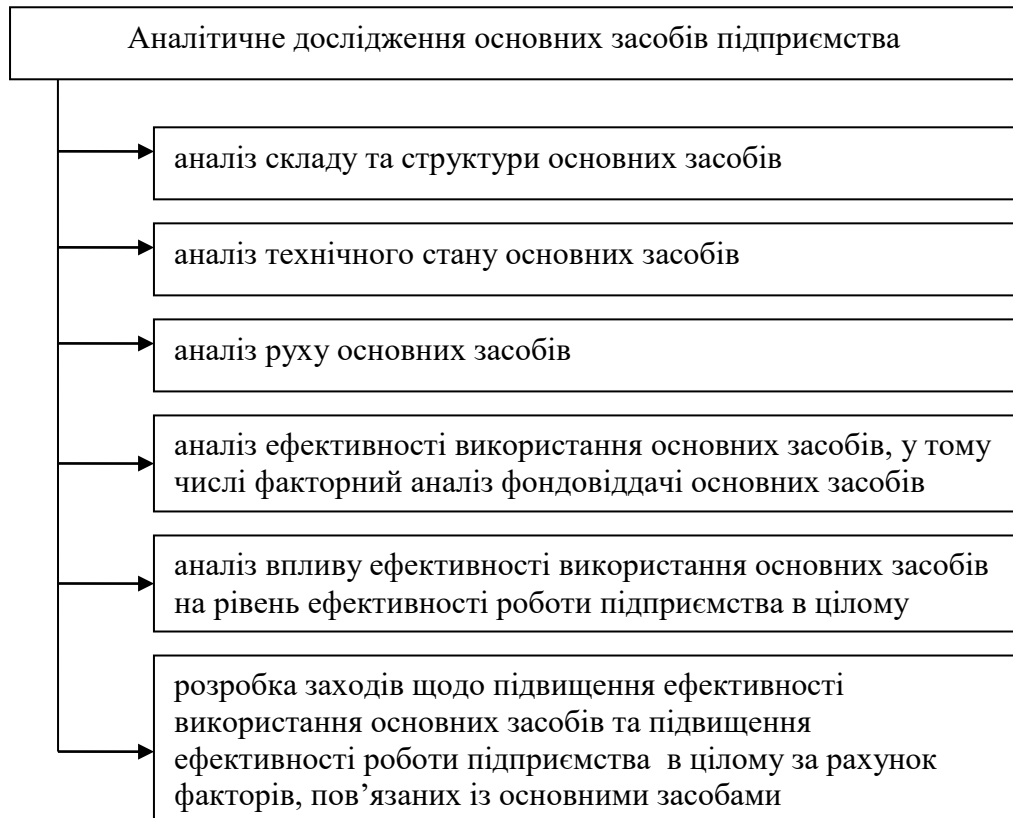 Аналітичне дослідження основних засобів підприємства
аналіз складу та структури основних засобів
аналіз технічного стану основних засобів
аналіз руху основних засобів
аналіз ефективності використання основних засобів, у тому
числі факторний аналіз фондовіддачі основних засобів
аналіз впливу ефективності використання основних засобів
на рівень ефективності роботи підприємства в цілому
розробка заходів щодо підвищення ефективності
використання основних засобів та підвищення
ефективності роботи підприємства в цілому за рахунок
факторів, пов’язаних із основними засобами